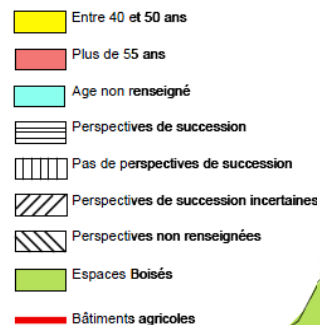 Entre 40 et 50 ans
Plus de 55 ans
Age non renseigné
Perspectives de succession
Pas de perspectives de succession
Perspectives de succession incertaines
Perspectives non renseignées
Espaces Boisés
Bâtiments agricoles